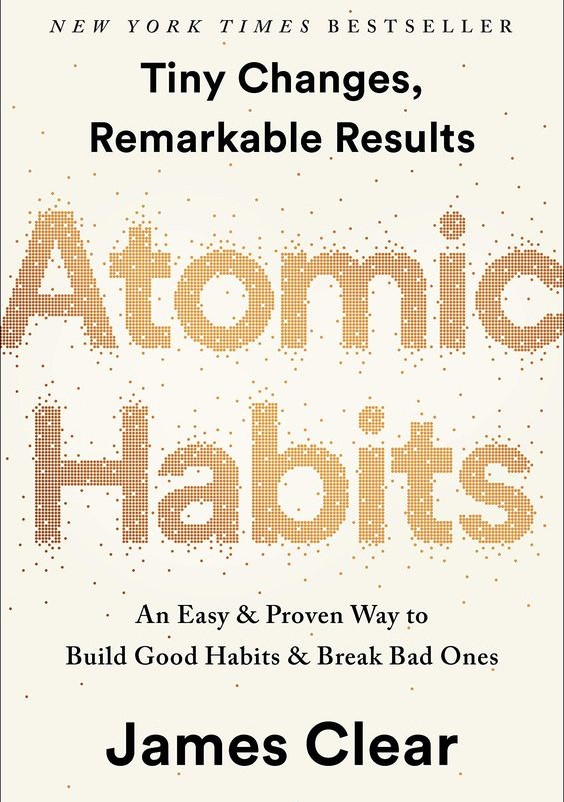 NEW YORK TIMES BESTSELLER
Tiny Changes,
Remarkable Results
Atomic
Habits
An Easy & Proven Way to
Build Good Habits & Break Bad Ones
James Clear